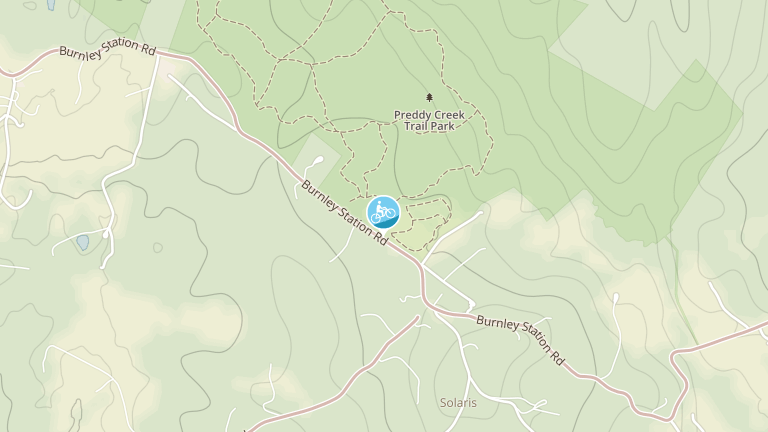 Burnley Station Rd
Preddy Creek
Trail Park
Burnley Station Rd
Burnley Station Rd
Solaris